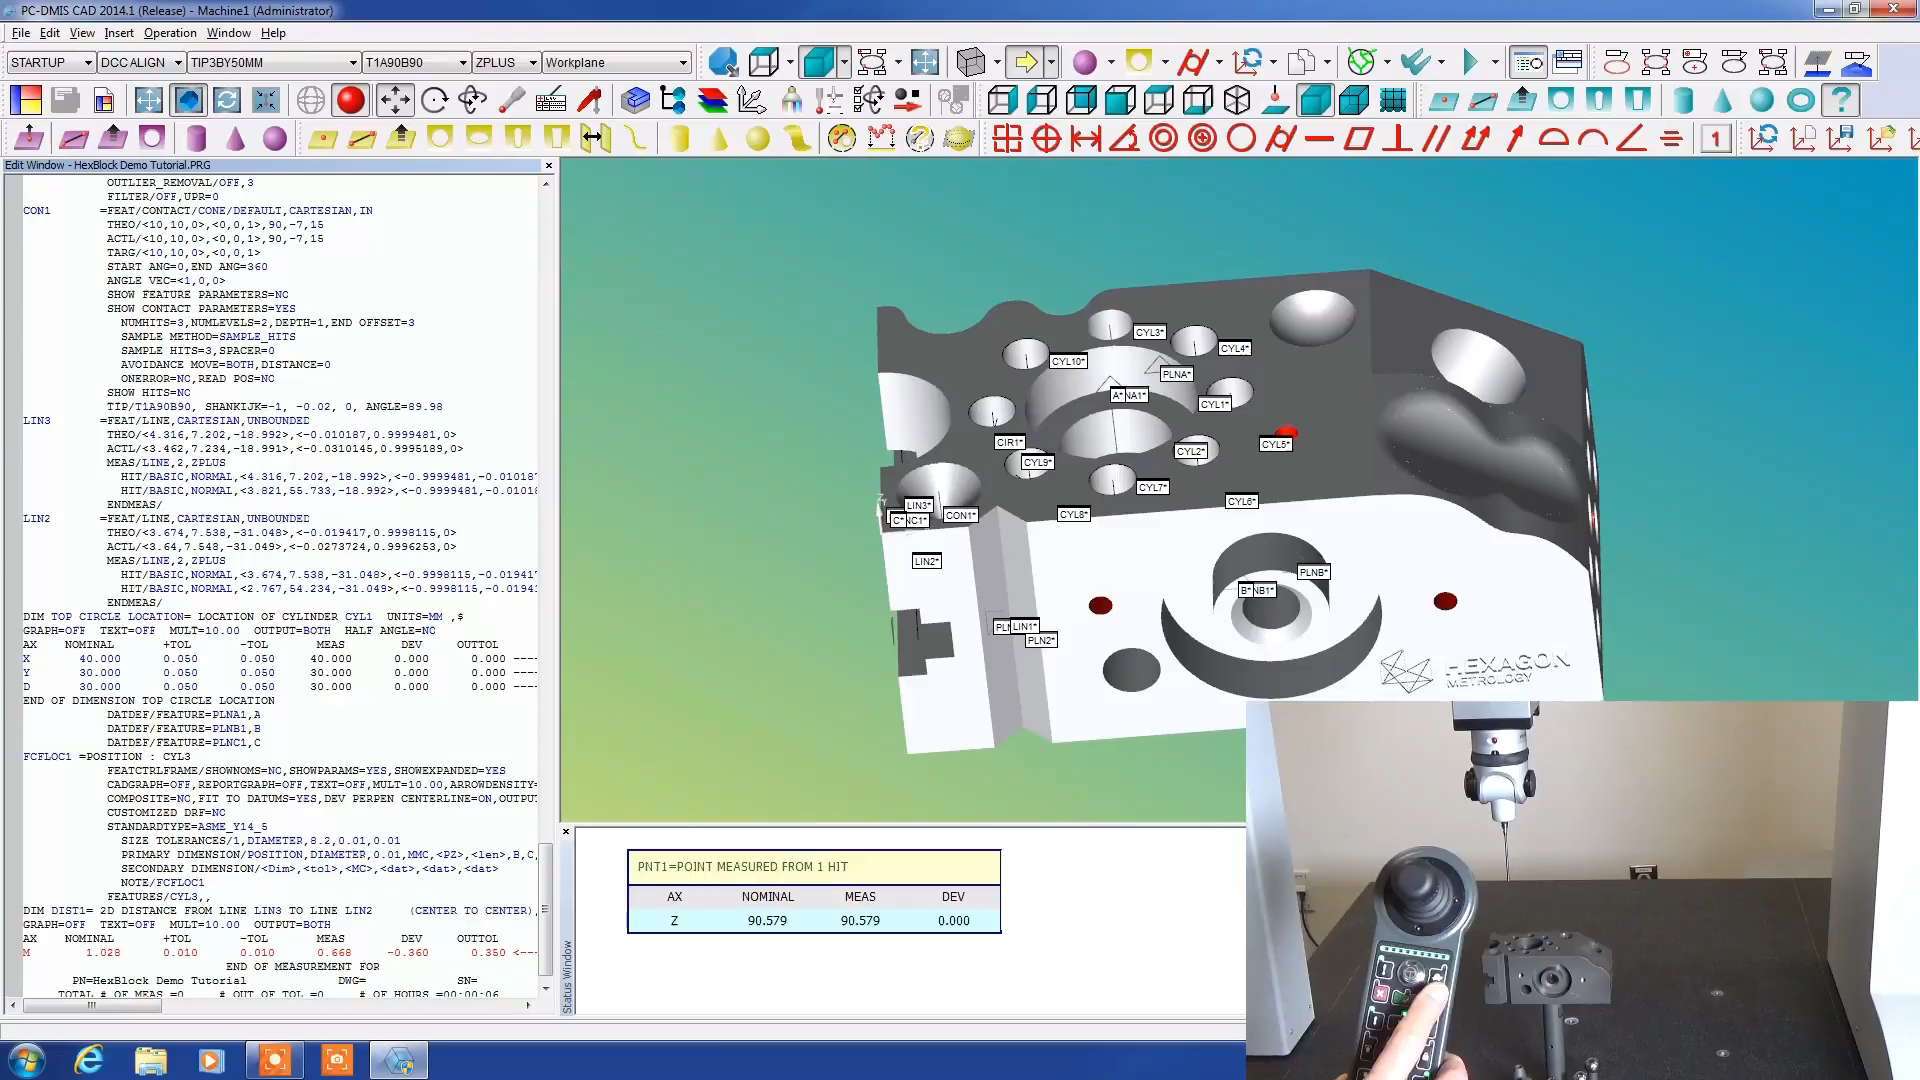 PC-DMIS CAD 2014.1 (Release) - Machine1 (Administrator)
File Edit View Insert Operation Window Help
STARTUP DCC ALIGN TIP3BY50MM T1A90B90 ZPLUS Workplane
Edit Window - HexBlock Demo Tutorial.PRG
OUTLIER_REMOVAL/OFF,3
FILTER/OFF,UPR=0
CON1 =FEAT/CONTACT/CONE/DEFAULT,CARTESIAN,IN
THEO/<10,10,0>,<0,0,1>,90,-7,15
ACTL/<10,10,0>,<0,0,1>,90,-7,15
TARG/<10,10,0>,<0,0,1>
START ANG=0,END ANG=360
ANGLE VEC=<1,0,0>
SHOW FEATURE PARAMETERS=NO
SHOW CONTACT PARAMETERS=YES
NUMHITS=3,NUMLEVELS=2,DEPTH=1,END OFFSET=3
SAMPLE METHOD=SAMPLE_HITS
SAMPLE HITS=3,SPACER=0
AVOIDANCE MOVE=BOTH,DISTANCE=0
ONERROR=NO,READ POS=NO
SHOW HITS=NO
TIP/T1A90B90, SHANKIJK=-1, -0.02, 0, ANGLE=89.98
LIN3 =FEAT/LINE,CARTESIAN,UNBOUNDED
THEO/<4.316,7.202,-18.992>,<-0.010187,0.9999481,0>
ACTL/<3.462,7.234,-18.991>,<-0.0310145,0.9995189,0>
MEAS/LINE,2,ZPLUS
HIT/BASIC,NORMAL,<4.316,7.202,-18.992>,<-0.9999481,-0.010187
HIT/BASIC,NORMAL,<3.821,55.733,-18.992>,<-0.9999481,-0.01018
ENDMEAS/
LIN2 =FEAT/LINE,CARTESIAN,UNBOUNDED
THEO/<3.674,7.538,-31.048>,<-0.019417,0.9998115,0>
ACTL/<3.64,7.548,-31.049>,<-0.0273724,0.9996253,0>
MEAS/LINE,2,ZPLUS
HIT/BASIC,NORMAL,<3.674,7.538,-31.048>,<-0.9998115,-0.019417
HIT/BASIC,NORMAL,<2.767,54.234,-31.049>,<-0.9998115,-0.01941
ENDMEAS/
DIM TOP CIRCLE LOCATION= LOCATION OF CYLINDER CYL1 UNITS=MM ,$
GRAPH=OFF TEXT=OFF MULT=10.00 OUTPUT=BOTH HALF ANGLE=NO
AX NOMINAL +TOL -TOL MEAS DEV OUTTOL
X 40.000 0.050 0.050 40.000 0.000 0.000 ----
Y 30.000 0.050 0.050 30.000 0.000 0.000 ----
D 30.000 0.050 0.050 30.000 0.000 0.000 ----
END OF DIMENSION TOP CIRCLE LOCATION
DATDEF/FEATURE=PLNA1,A
DATDEF/FEATURE=PLNB1,B
DATDEF/FEATURE=PLNC1,C
FCFLOC1 =POSITION : CYL3
FEATCTRLFRAME/SHOWNOMS=NO,SHOWPARAMS=YES,SHOWEXPANDED=YES
CADGRAPH=OFF,REPORTGRAPH=OFF,TEXT=OFF,MULT=10.00,ARROWDENSITY=
COMPOSITE=NO,FIT TO DATUMS=YES,DEV PERPEN CENTERLINE=ON,OUTPUT
CUSTOMIZED DRF=NO
STANDARDTYPE=ASME_Y14_5
SIZE TOLERANCES/1,DIAMETER,8.2,0.01,0.01
PRIMARY DIMENSION/POSITION,DIAMETER,0.01,MMC,<PZ>,<len>,B,C,
SECONDARY DIMENSION/<Dim>,<tol>,<MC>,<dat>,<dat>,<dat>
NOTE/FCFLOC1
FEATURES/CYL3,,
DIM DIST1= 2D DISTANCE FROM LINE LIN3 TO LINE LIN2 (CENTER TO CENTER),
GRAPH=OFF TEXT=OFF MULT=10.00 OUTPUT=BOTH
AX NOMINAL +TOL -TOL MEAS DEV OUTTOL
M 1.028 0.010 0.010 0.668 -0.360 0.350 <---
END OF MEASUREMENT FOR
PN=HexBlock Demo Tutorial DWG= SN=
TOTAL # OF MEAS =0 # OUT OF TOL =0 # OF HOURS =00:00:06
CYL3*
CYL4*
CYL10*
PLNA*
A* NA1*
CYL1*
CIR1*
CYL5*
CYL2*
CYL9*
CYL7*
CYL6*
LIN3*
CON1*
CYL8*
C* NC1*
LIN2*
PLNB*
B* NB1*
PLN LIN1*
PLN2*
HEXAGON
METROLOGY
Status Window
PNT1=POINT MEASURED FROM 1 HIT
AX NOMINAL MEAS DEV
Z 90.579 90.579 0.000